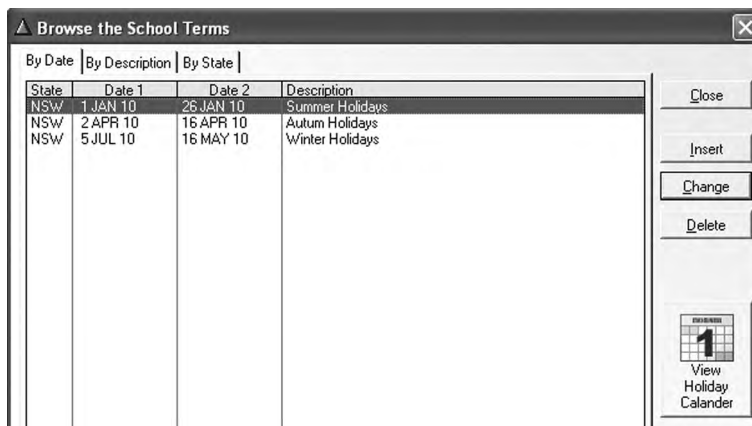 Browse the School Terms
By Date By Description By State
State Date 1 Date 2 Description
NSW 1 JAN 10 26 JAN 10 Summer Holidays
NSW 2 APR 10 16 APR 10 Autum Holidays
NSW 5 JUL 10 16 MAY 10 Winter Holidays
Close
Insert
Change
Delete
1
View
Holiday
Calander